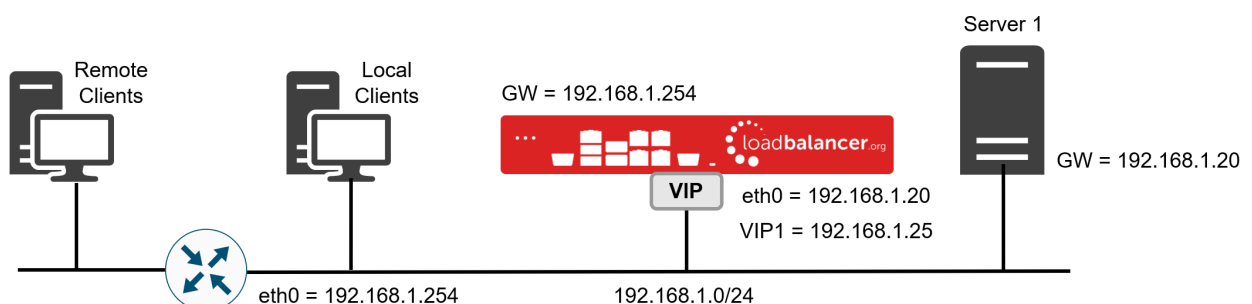 Server 1
Remote
Clients
Local
Clients
GW = 192.168.1.254
loadbalancer.org
GW = 192.168.1.20
VIP
eth0 = 192.168.1.20
VIP1 = 192.168.1.25
eth0 = 192.168.1.254
192.168.1.0/24